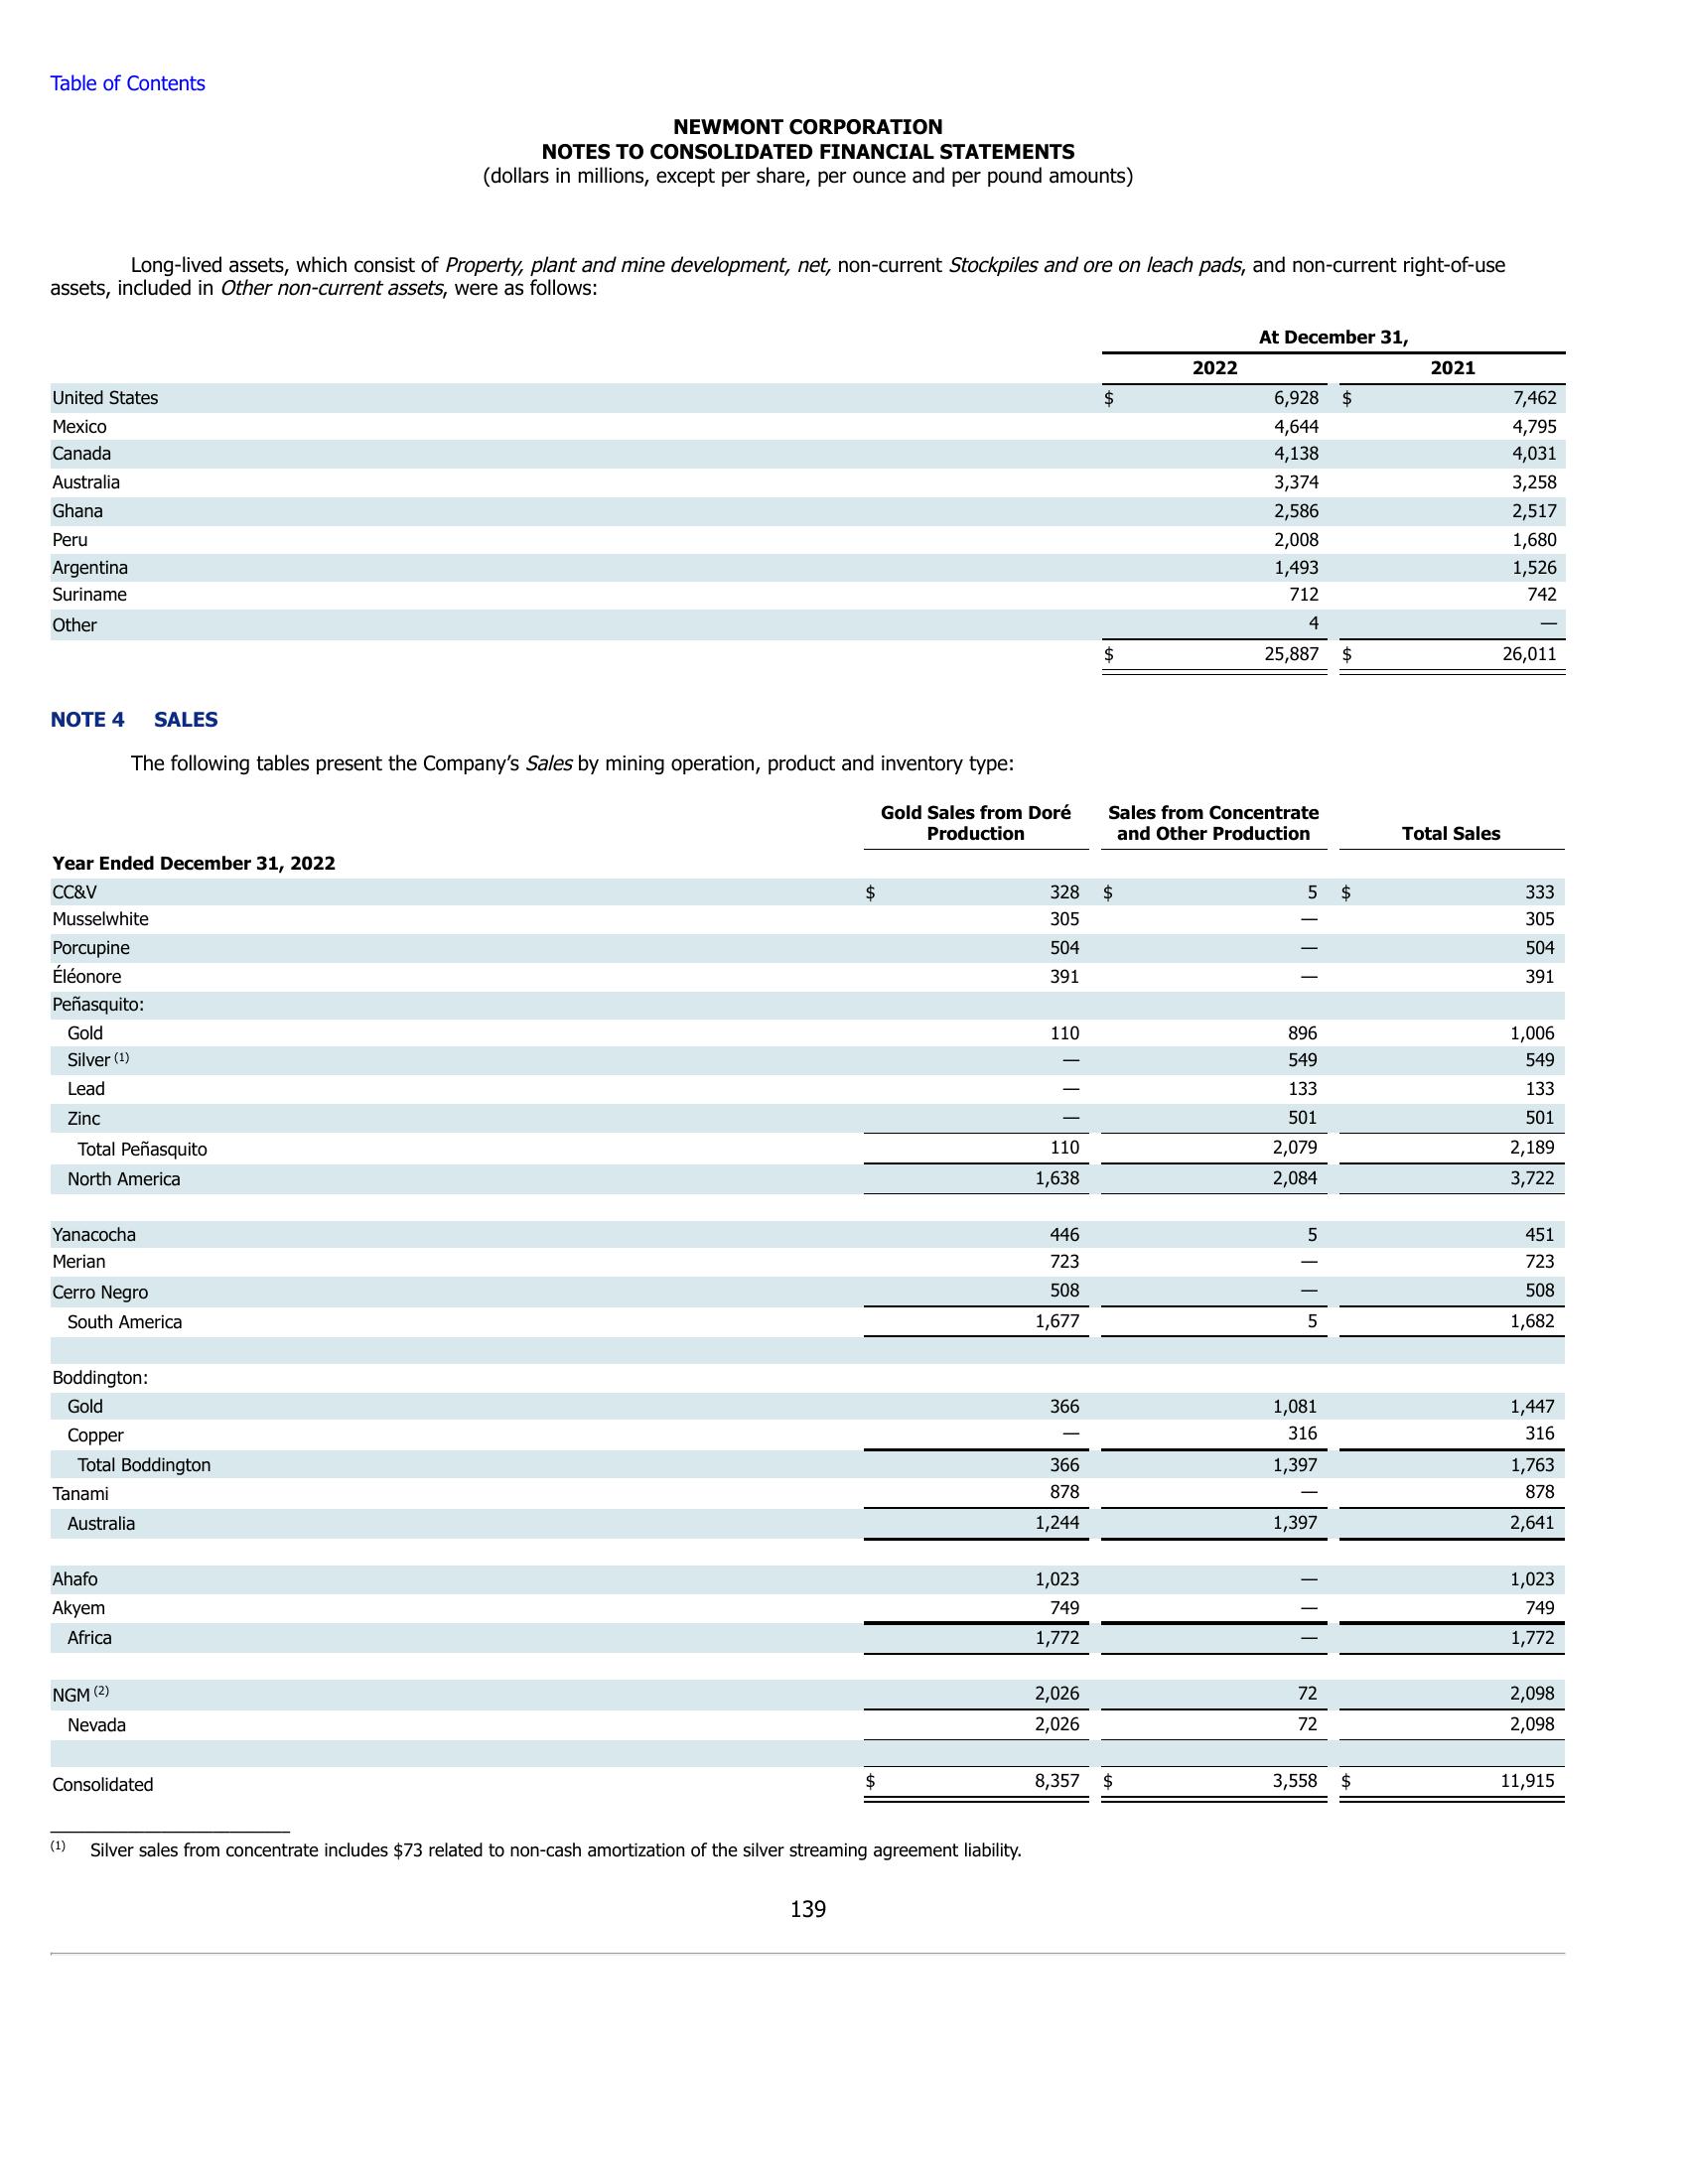 Table of Contents
NEWMONT CORPORATION
NOTES TO CONSOLIDATED FINANCIAL STATEMENTS
(dollars in millions, except per share, per ounce and per pound amounts)
Long-lived assets, which consist of Property, plant and mine development, net, non-current Stockpiles and ore on leach pads, and non-current right-of-use
assets, included in Other non-current assets, were as follows:
At December 31,
2022 2021
United States $ 6,928 $ 7,462
Mexico 4,644 4,795
Canada 4,138 4,031
Australia 3,374 3,258
Ghana 2,586 2,517
Peru 2,008 1,680
Argentina 1,493 1,526
Suriname 712 742
Other 4 —
$ 25,887 $ 26,011
NOTE 4 SALES
The following tables present the Company’s Sales by mining operation, product and inventory type:
Gold Sales from Doré Sales from Concentrate
Production and Other Production Total Sales
Year Ended December 31, 2022
CC&V $ 328 $ 5 $ 333
Musselwhite 305 — 305
Porcupine 504 — 504
Éléonore 391 — 391
Peñasquito:
Gold 110 896 1,006
Silver (1) — 549 549
Lead — 133 133
Zinc — 501 501
Total Peñasquito 110 2,079 2,189
North America 1,638 2,084 3,722
Yanacocha 446 5 451
Merian 723 — 723
Cerro Negro 508 — 508
South America 1,677 5 1,682
Boddington:
Gold 366 1,081 1,447
Copper — 316 316
Total Boddington 366 1,397 1,763
Tanami 878 — 878
Australia 1,244 1,397 2,641
Ahafo 1,023 — 1,023
Akyem 749 — 749
Africa 1,772 — 1,772
NGM (2) 2,026 72 2,098
Nevada 2,026 72 2,098
Consolidated $ 8,357 $ 3,558 $ 11,915
(1) Silver sales from concentrate includes $73 related to non-cash amortization of the silver streaming agreement liability.
139